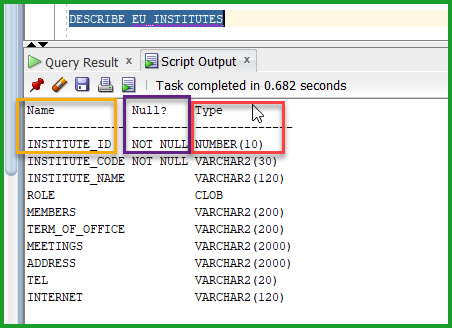 DESCRIBE EU_INSTITUTES
Query Result x Script Output x
Task completed in 0.682 seconds
Name Null? Type
---------------- -------- --------------
INSTITUTE_ID NOT NULL NUMBER(10)
INSTITUTE_CODE NOT NULL VARCHAR2(30)
INSTITUTE_NAME VARCHAR2(120)
ROLE CLOB
MEMBERS VARCHAR2(200)
TERM_OF_OFFICE VARCHAR2(200)
MEETINGS VARCHAR2(2000)
ADDRESS VARCHAR2(2000)
TEL VARCHAR2(20)
INTERNET VARCHAR2(120)